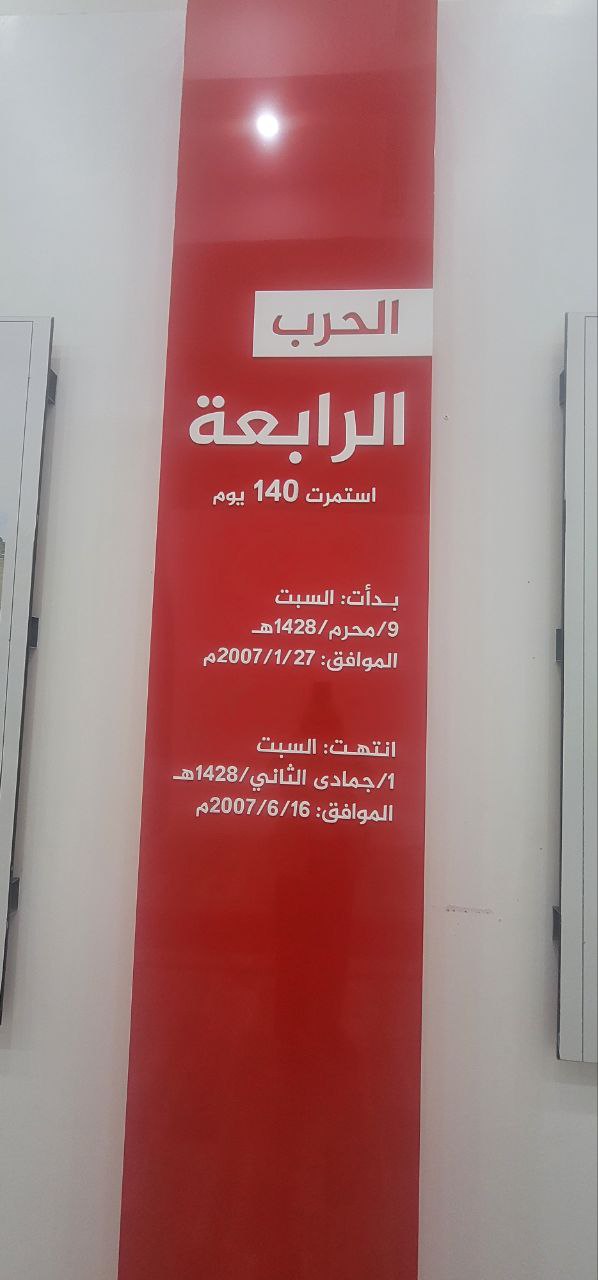 الحرب
الرابعة
استمرت 140 يوم
بـدأت: السبت
9/محرم/1428هـ
الموافق: 2007/1/27م
انتهـت: السبت
1/جمادى الثاني/1428هـ
الموافق: 2007/6/16م